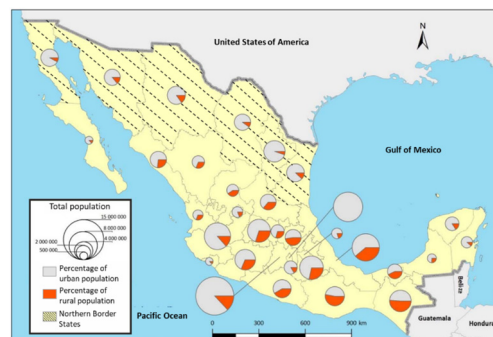 N
United States of America
Gulf of Mexico
Total population
15 000 000
8 000 000
4 000 000
2 000 000
500 000
Percentage of
urban population
Percentage of
rural population
Northern Border
States
Pacific Ocean
0 300 600 900 km
Belize
Guatemala
Hondur